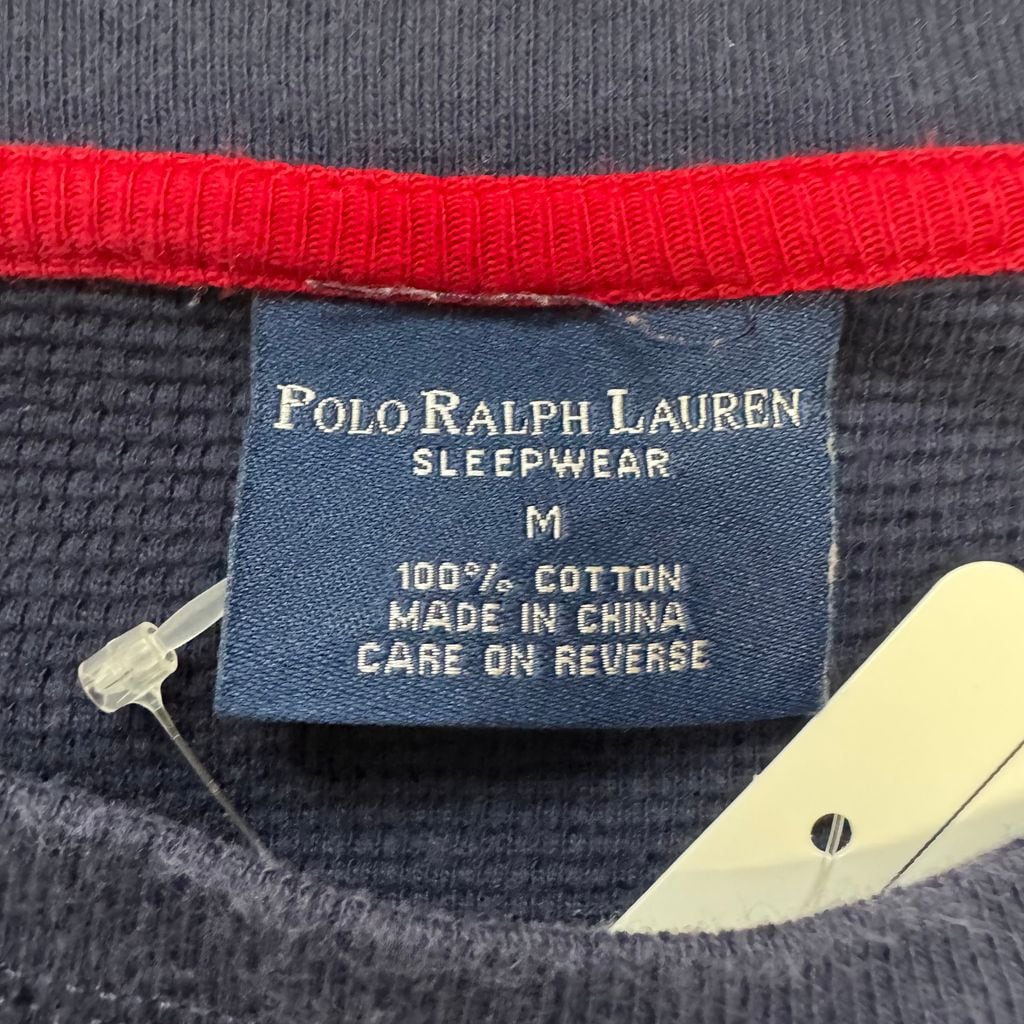 POLO RALPH LAUREN
SLEEPWEAR
M
100% COTTON
MADE IN CHINA
CARE ON REVERSE